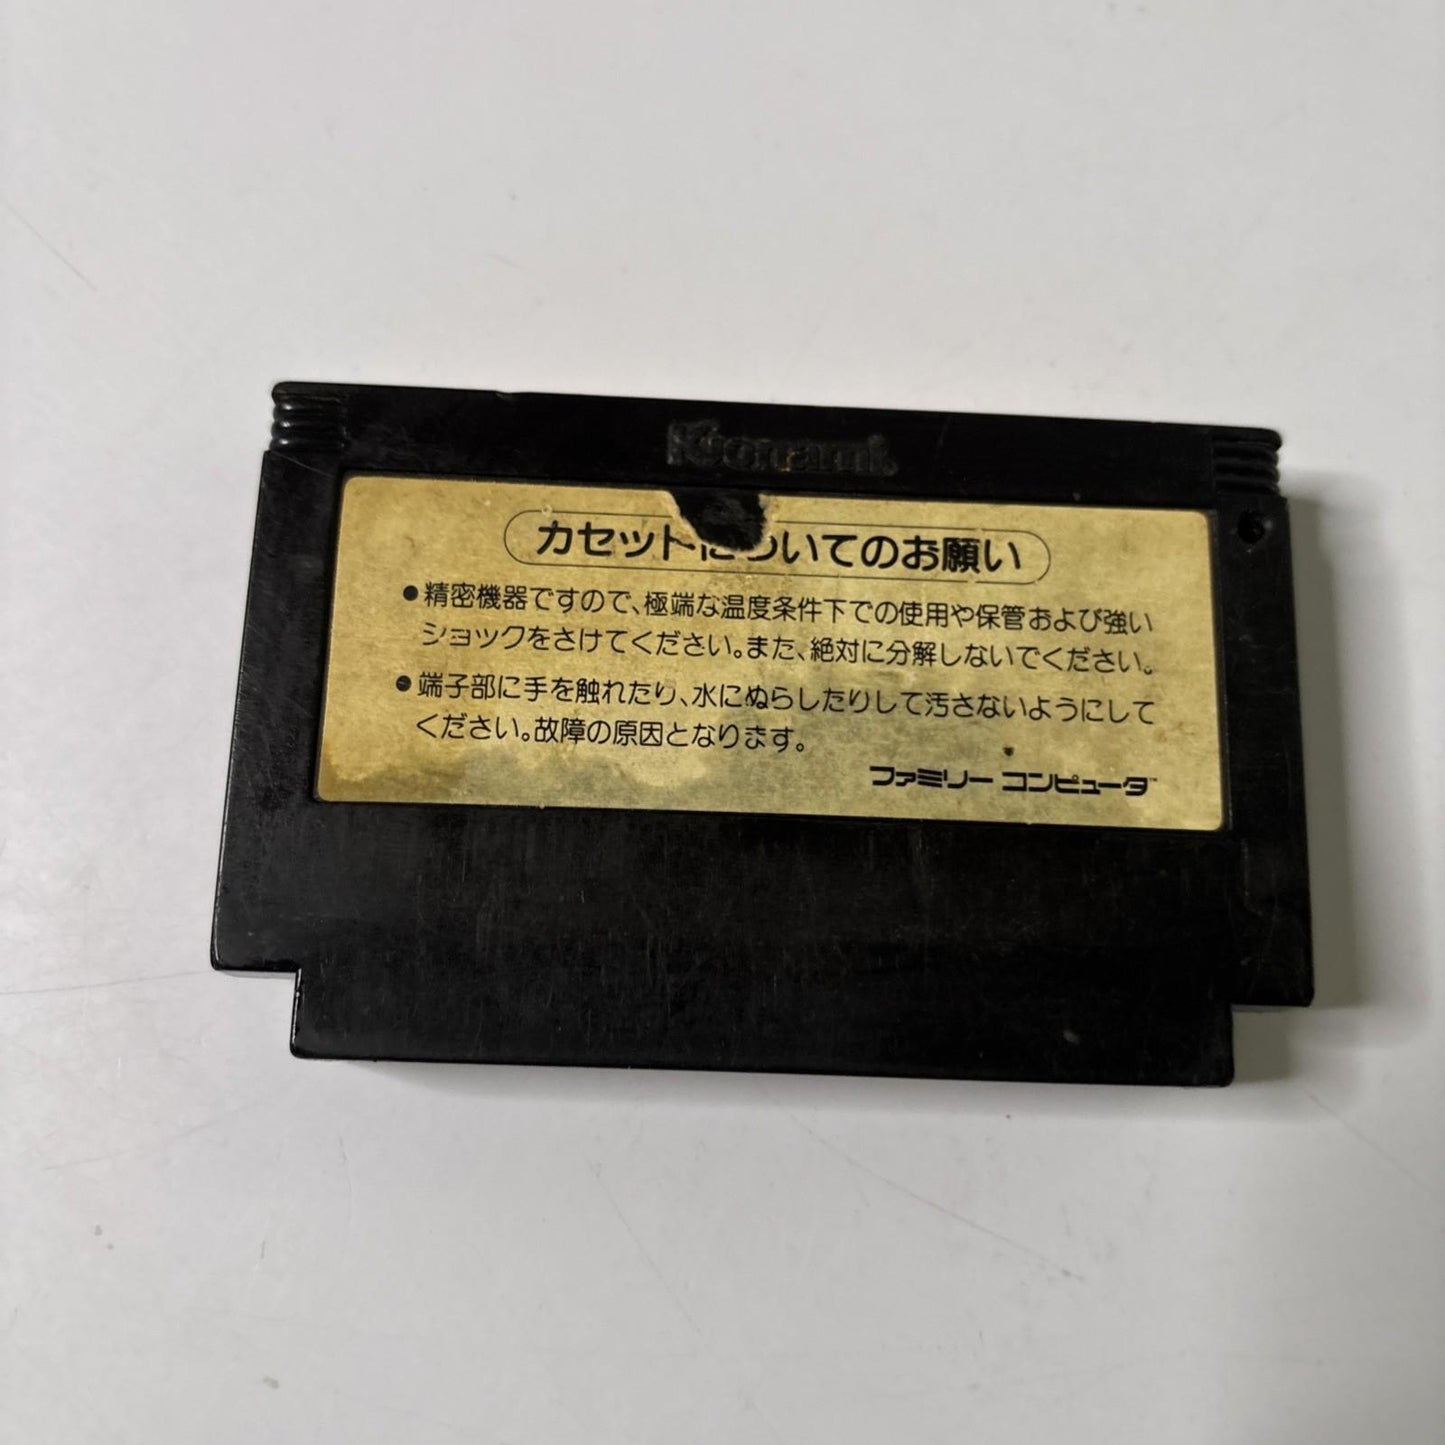 Konami
カセットについてのお願い
●精密機器ですので、極端な温度条件下での使用や保管および強い
ショックをさけてください。また、絶対に分解しないでください。
●端子部に手を触れたり、水にぬらしたりして汚さないようにして
ください。故障の原因となります。
ファミリー コンピュータ™